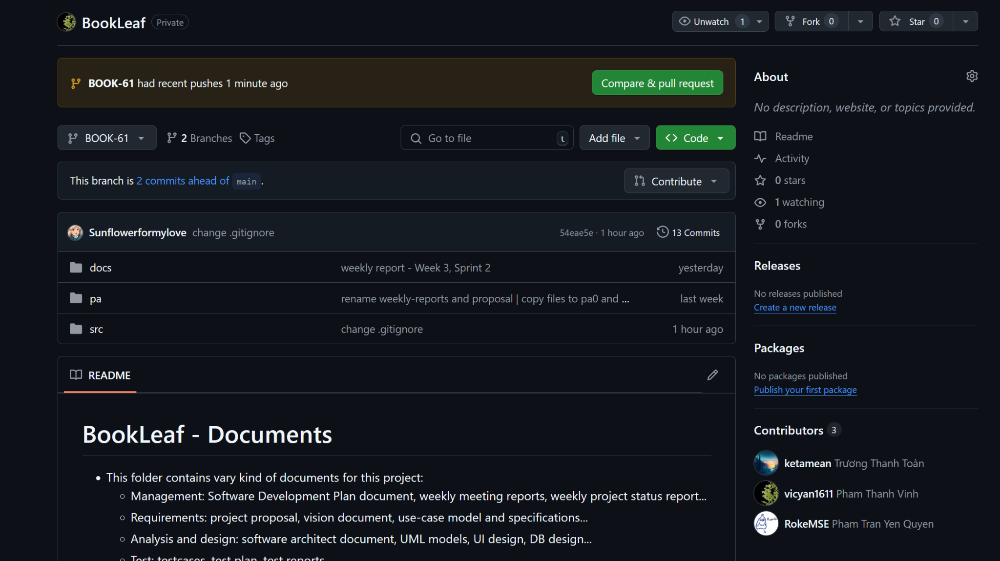 BookLeaf Private
Unwatch 1 Fork 0 Star 0
BOOK-61 had recent pushes 1 minute ago
Compare & pull request
BOOK-61 2 Branches Tags
Go to file t
Add file
Code
This branch is 2 commits ahead of main .
Contribute
Sunflowerformylove change .gitignore 54eae5e · 1 hour ago 13 Commits
docs weekly report - Week 3, Sprint 2 yesterday
pa rename weekly-reports and proposal | copy files to pa0 and ... last week
src change .gitignore 1 hour ago
README
BookLeaf - Documents
• This folder contains vary kind of documents for this project:
◦ Management: Software Development Plan document, weekly meeting reports, weekly project status report...
◦ Requirements: project proposal, vision document, use-case model and specifications...
◦ Analysis and design: software architect document, UML models, UI design, DB design...
◦ Test: testcases, test plan, test reports
About
No description, website, or topics provided.
Readme
Activity
0 stars
1 watching
0 forks
Releases
No releases published
Create a new release
Packages
No packages published
Publish your first package
Contributors 3
ketamean Trương Thanh Toàn
vicyan1611 Pham Thanh Vinh
RokeMSE Pham Tran Yen Quyen